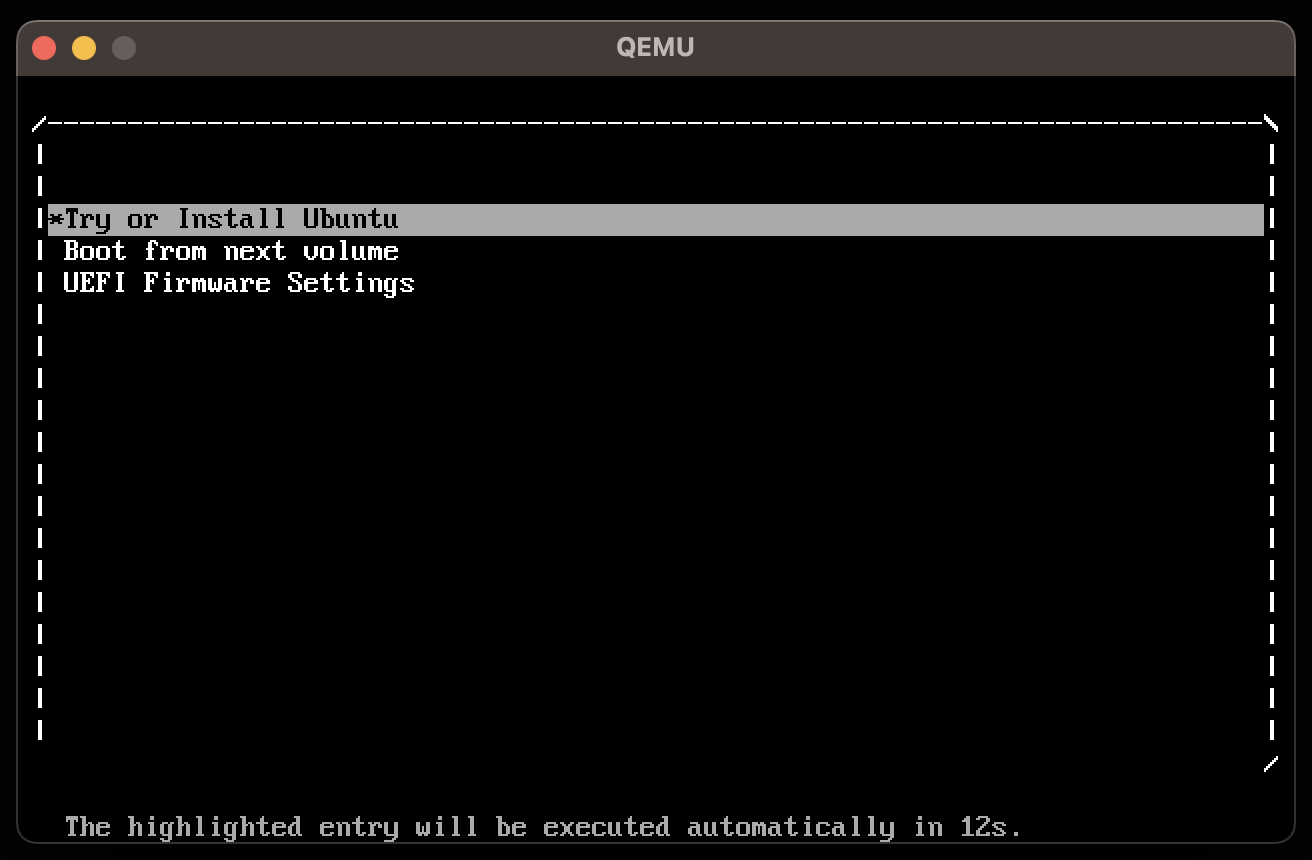 QEMU
*Try or Install Ubuntu
Boot from next volume
UEFI Firmware Settings
The highlighted entry will be executed automatically in 12s.